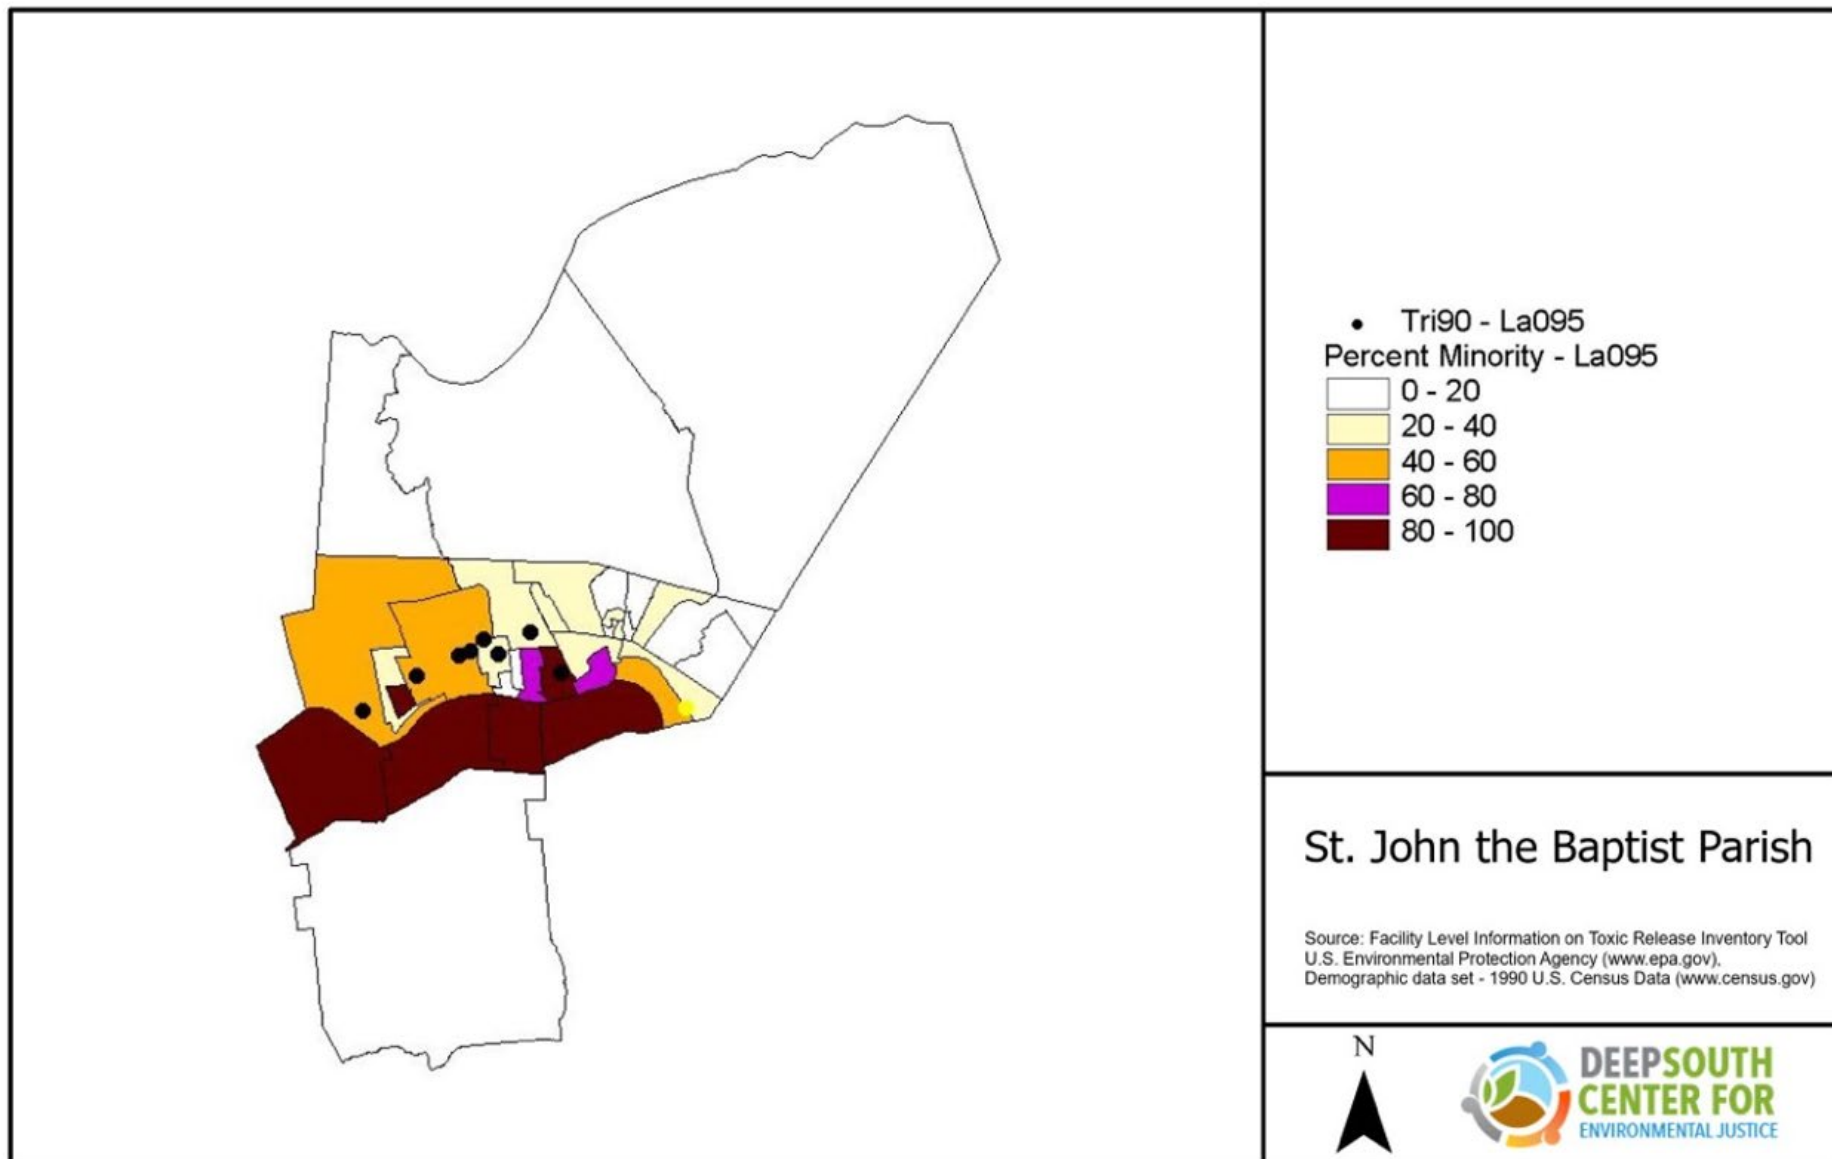 Tri90 - La095
Percent Minority - La095
0 - 20
20 - 40
40 - 60
60 - 80
80 - 100
St. John the Baptist Parish
Source: Facility Level Information on Toxic Release Inventory Tool
U.S. Environmental Protection Agency (www.epa.gov),
Demographic data set - 1990 U.S. Census Data (www.census.gov)
N
DEEPSOUTH
CENTER FOR
ENVIRONMENTAL JUSTICE